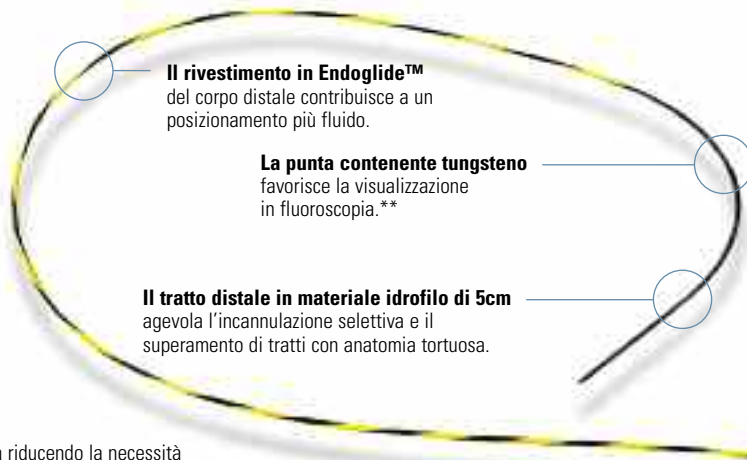 Il rivestimento in Endoglide™
del corpo distale contribuisce a un
posizionamento più fluido.
La punta contenente tungsteno
favorisce la visualizzazione
in fluoroscopia.**
Il tratto distale in materiale idrofilo di 5cm
agevola l'incannulazione selettiva e il
superamento di tratti con anatomia tortuosa.
riducendo la necessità